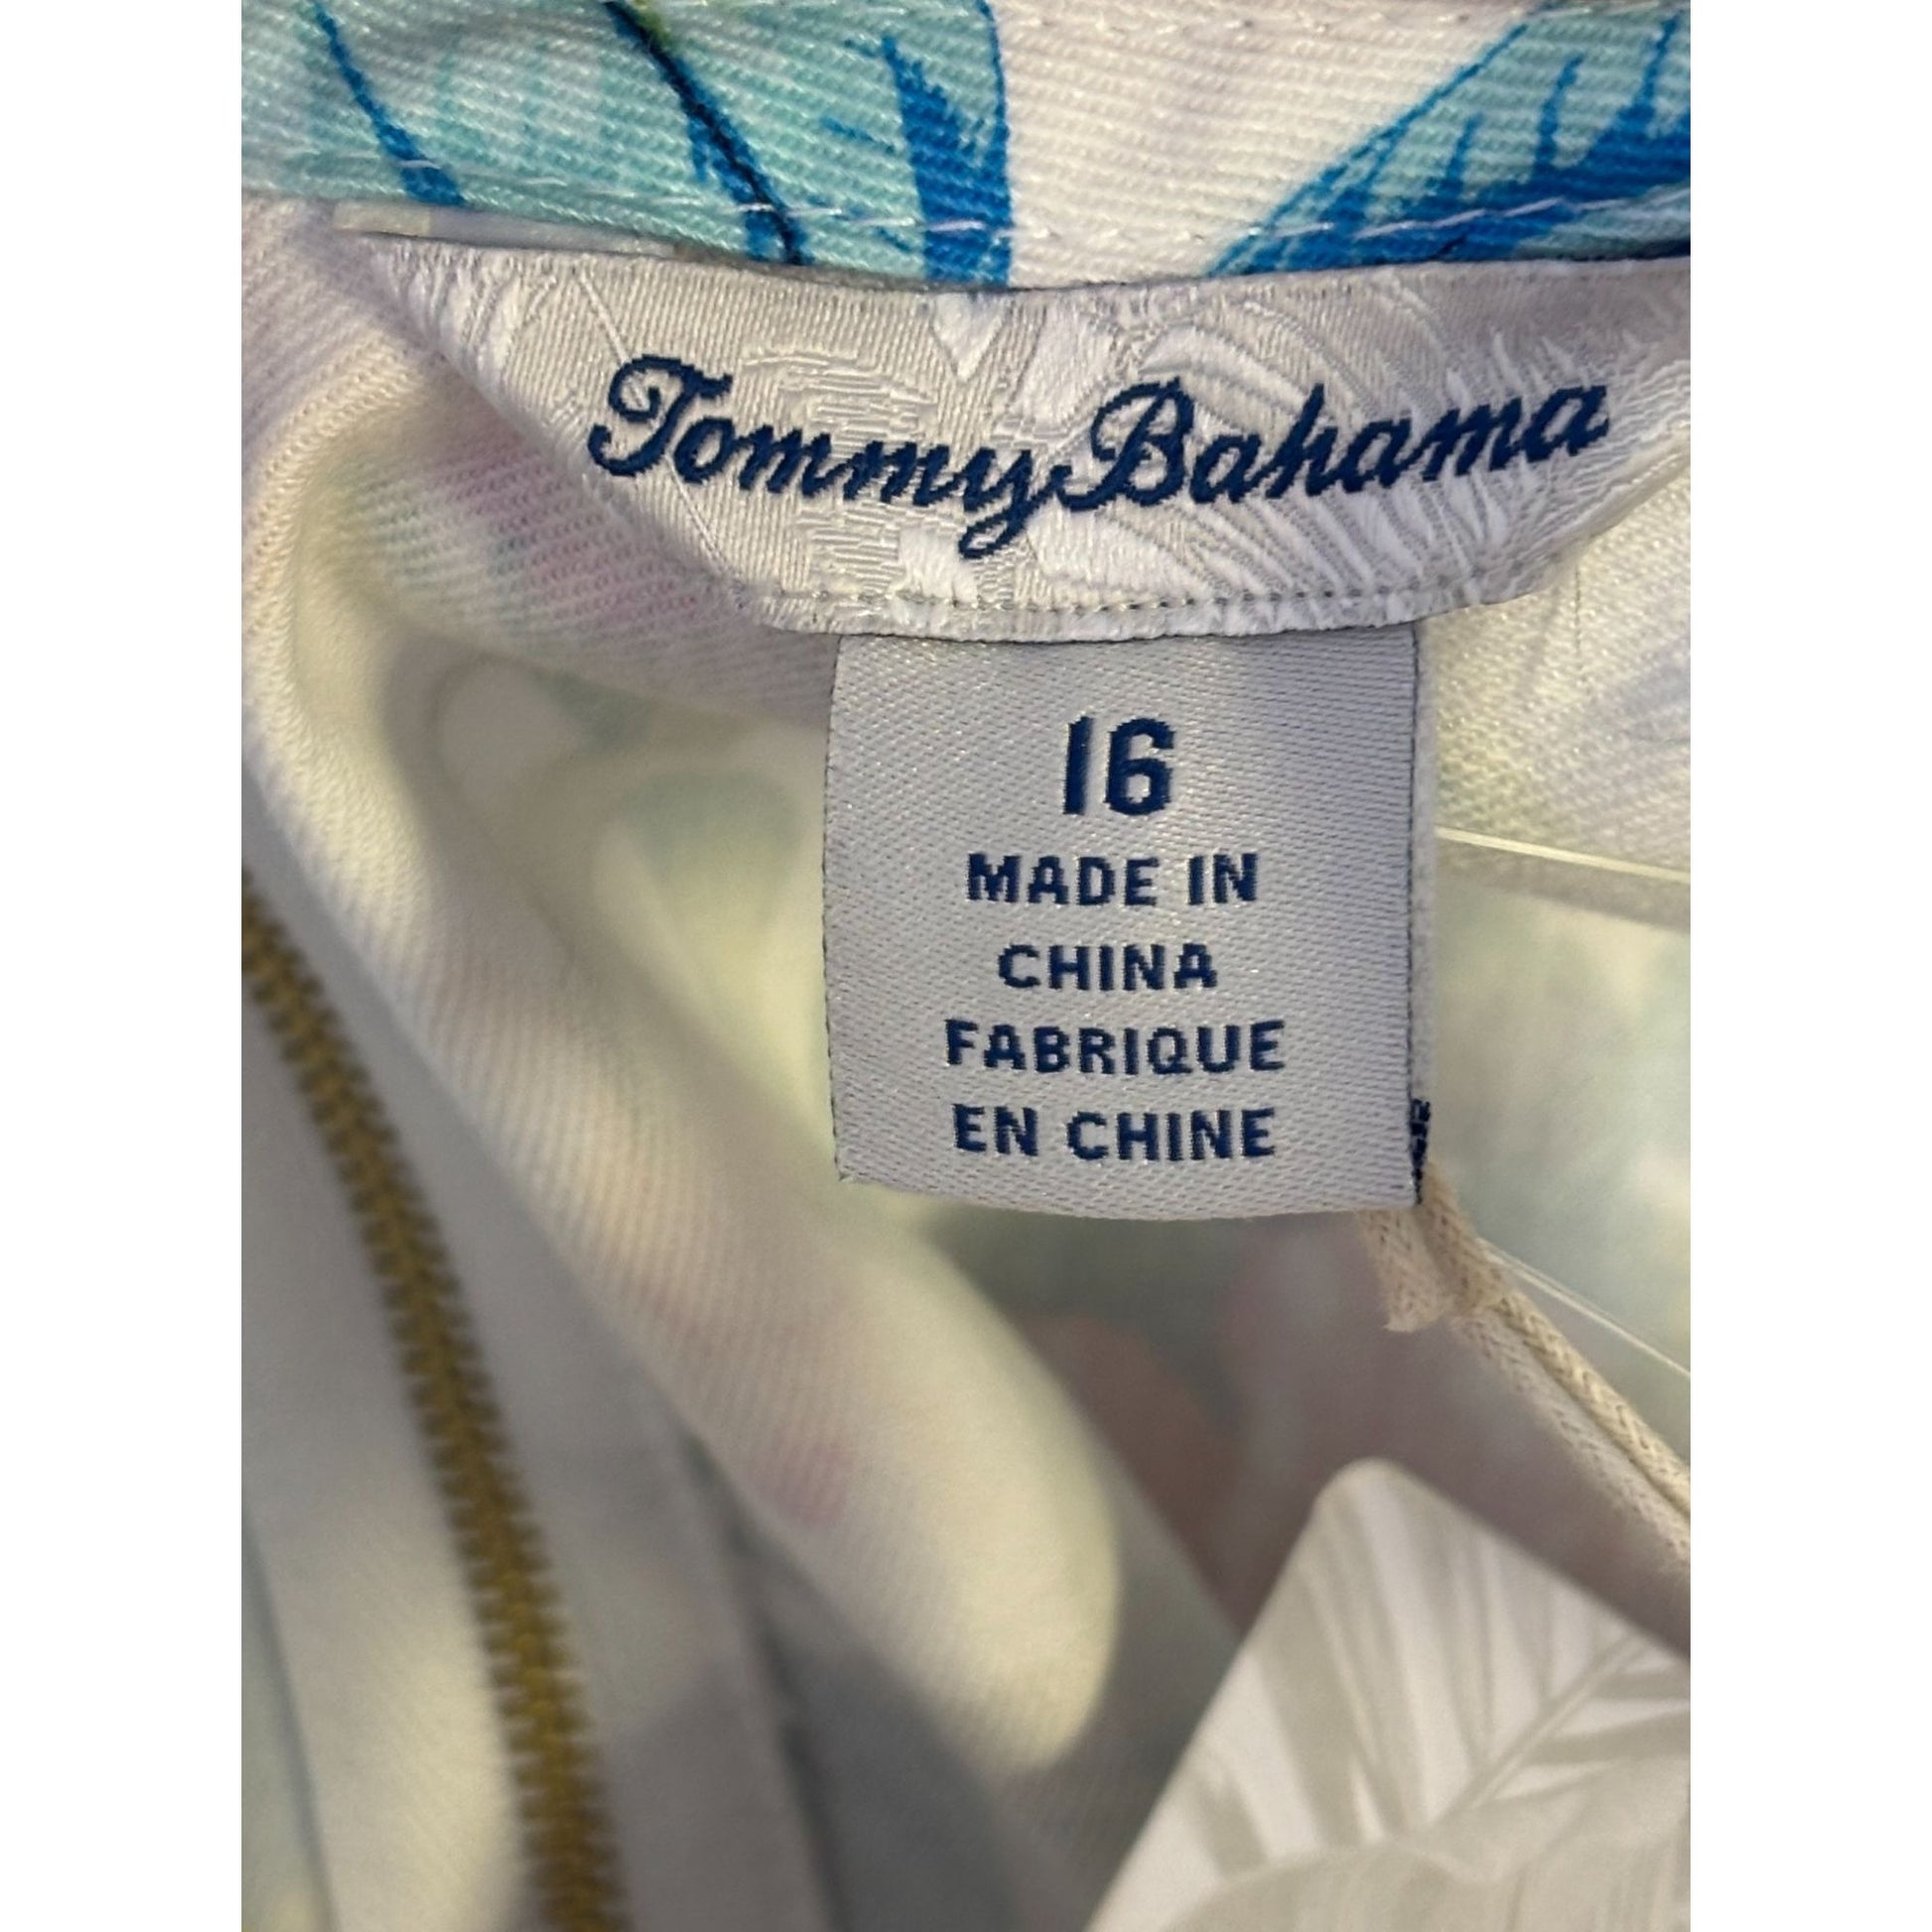 Tommy Bahama
16
MADE IN
CHINA
FABRIQUE
EN CHINE